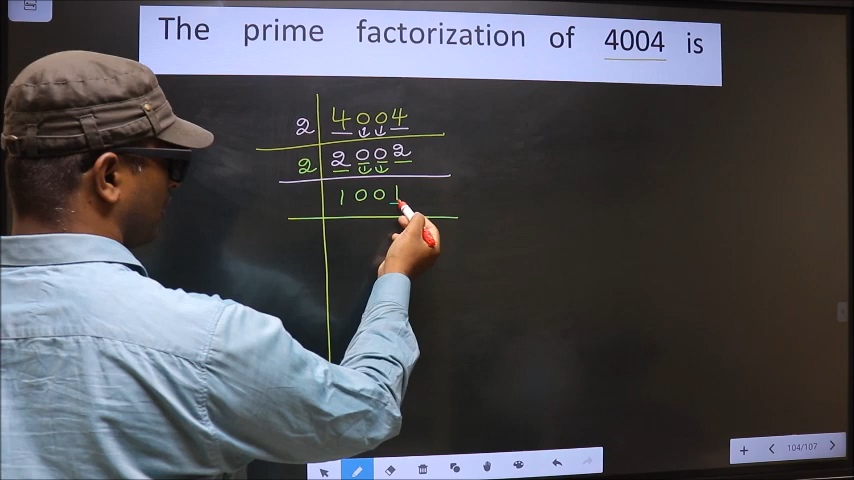 The prime factorization of 4004 is
2 4004
2 2002
1001
104/107